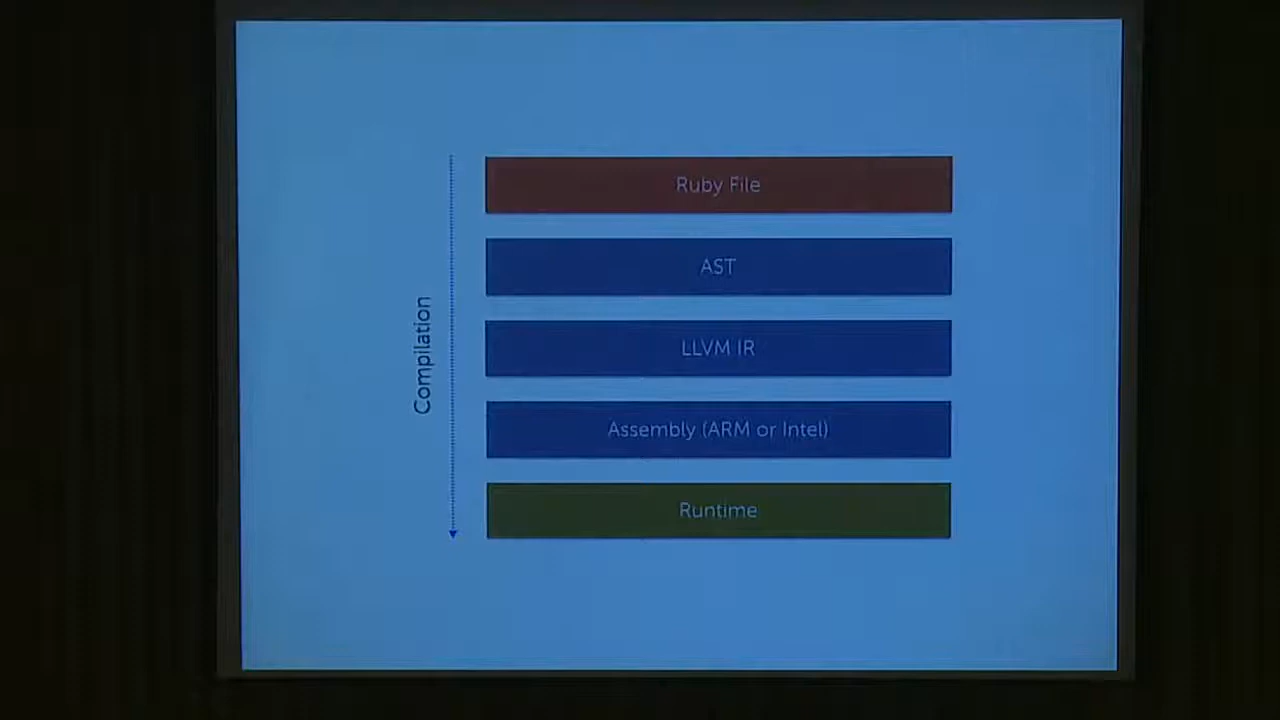 Ruby File
AST
LLVM IR
Assembly (ARM or Intel)
Runtime
Compilation